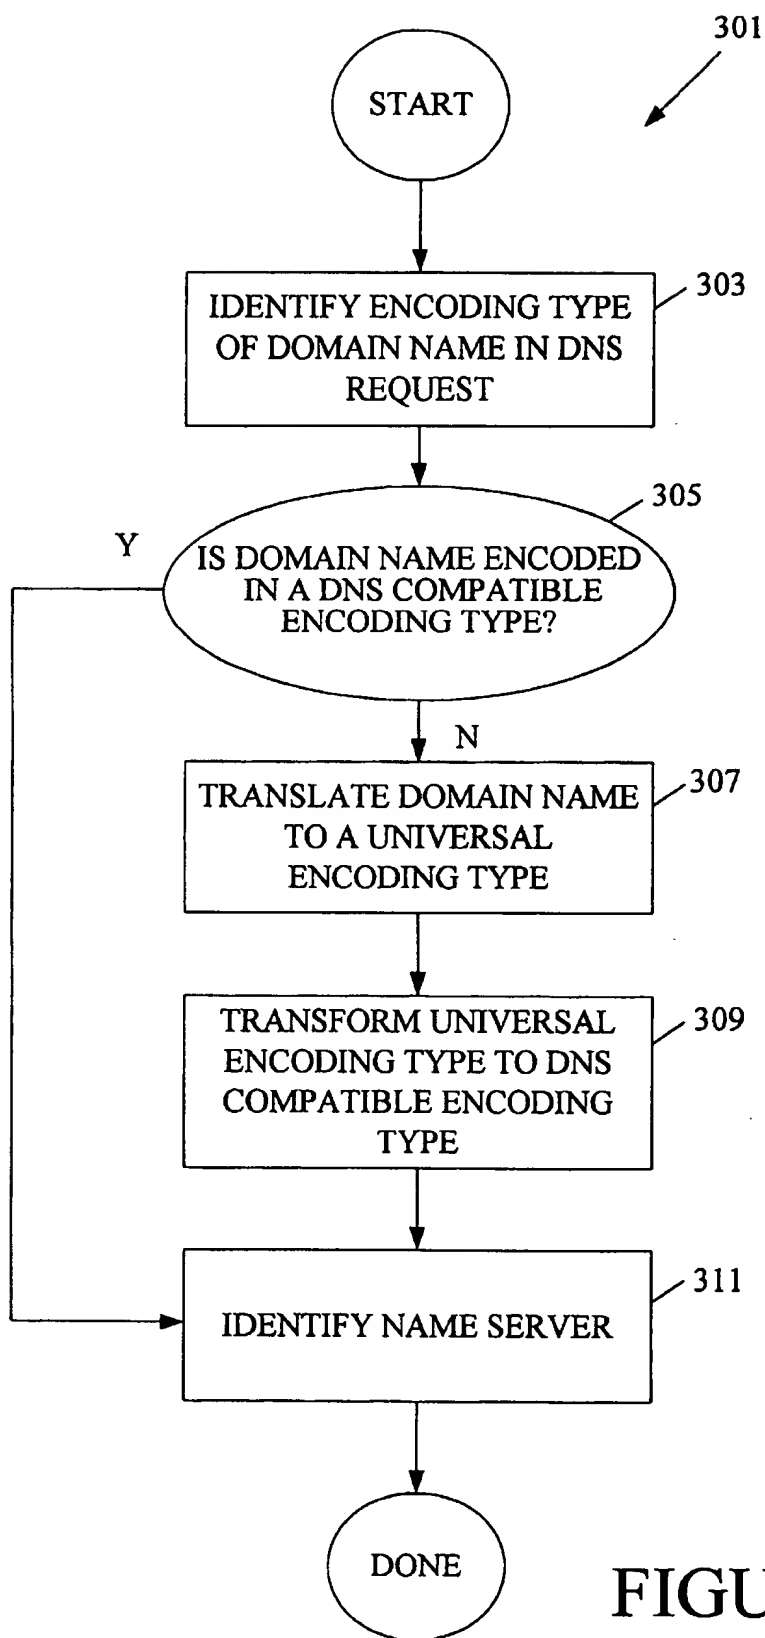 301
START
303
IDENTIFY ENCODING TYPE
OF DOMAIN NAME IN DNS
REQUEST
305
Y
IS DOMAIN NAME ENCODED
IN A DNS COMPATIBLE
ENCODING TYPE?
N
307
TRANSLATE DOMAIN NAME
TO A UNIVERSAL
ENCODING TYPE
309
TRANSFORM UNIVERSAL
ENCODING TYPE TO DNS
COMPATIBLE ENCODING
TYPE
311
IDENTIFY NAME SERVER
DONE